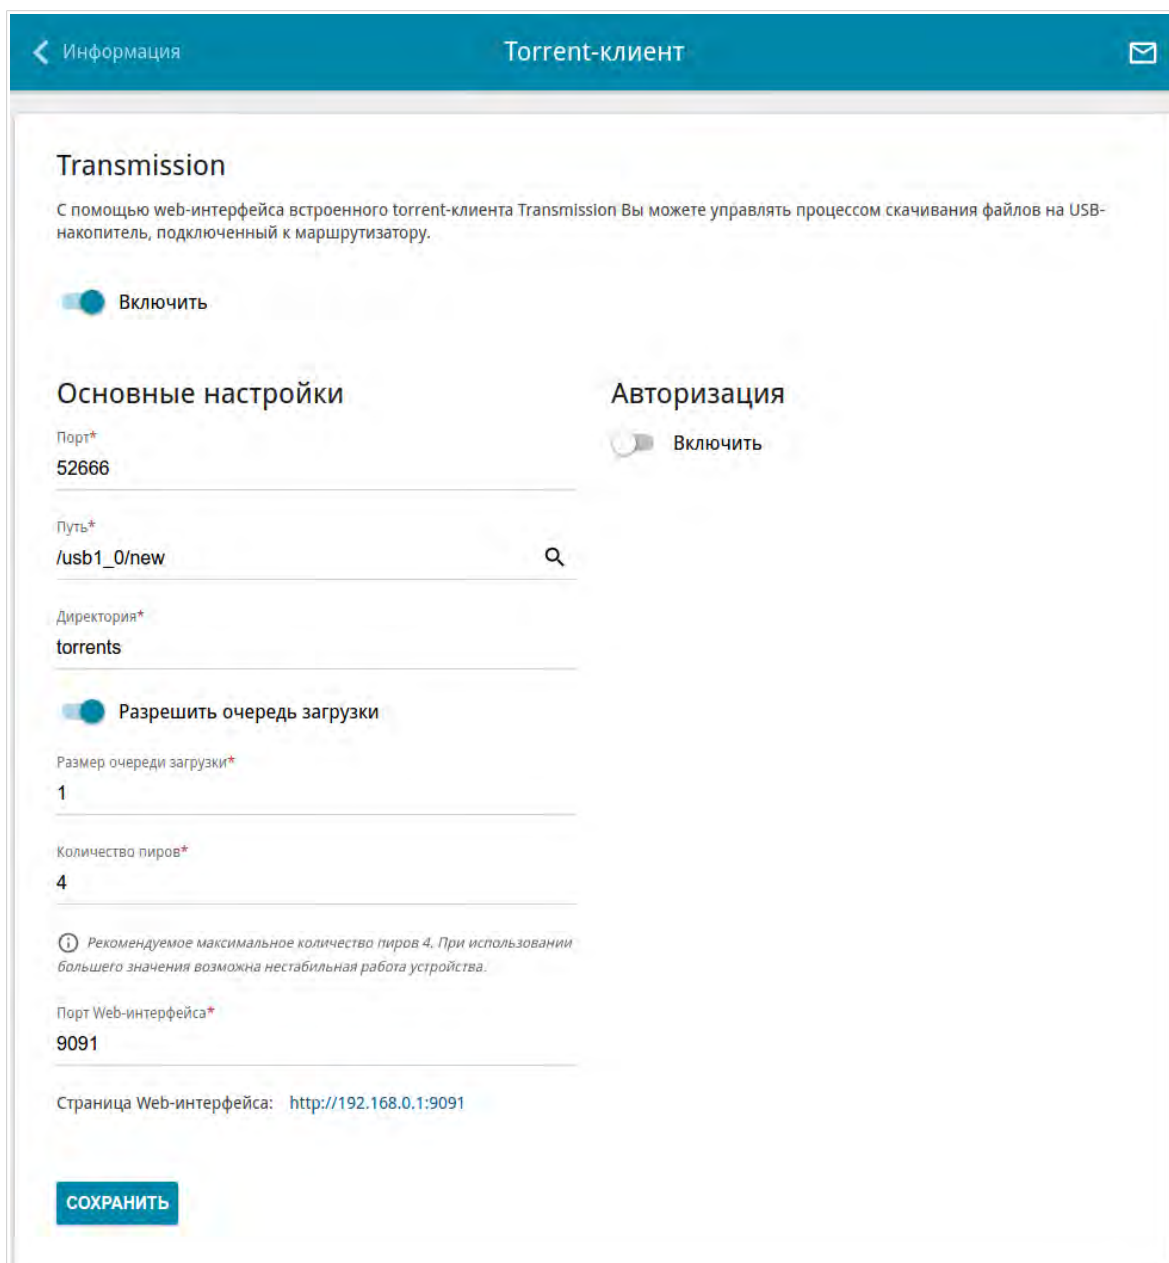 Информация
Torrent-клиент
Transmission
С помощью web-интерфейса встроенного torrent-клиента Transmission Вы можете управлять процессом скачивания файлов на USB-
накопитель, подключенный к маршрутизатору.
Включить
Основные настройки
Авторизация
Порт*
Включить
52666
Путь*
/usb1_0/new
Директория*
torrents
Разрешить очередь загрузки
Размер очереди загрузки*
1
Количество пиров*
4
Рекомендуемое максимальное количество пиров 4. При использовании
большего значения возможна нестабильная работа устройства.
Порт Web-интерфейса*
9091
Страница Web-интерфейса: http://192.168.0.1:9091
СОХРАНИТЬ